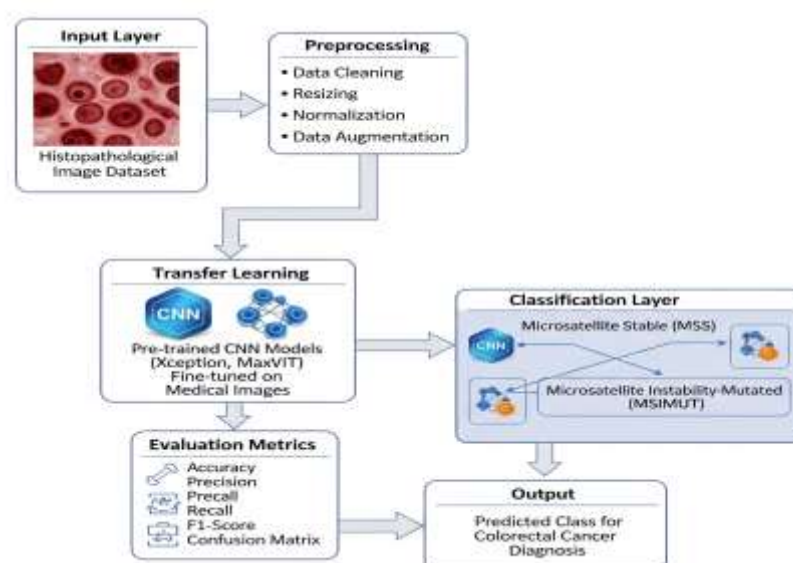 Input Layer
Histopathological
Image Dataset
Preprocessing
• Data Cleaning
• Resizing
• Normalization
• Data Augmentation
Transfer Learning
CNN
Pre-trained CNN Models
(Xception, MaxVIT)
Fine-tuned on
Medical Images
Classification Layer
Microsatellite Stable (MSS)
CNN
Microsatellite Instability-Mutated
(MSIMUT)
Evaluation Metrics
Accuracy
Precision
Precall
Recall
F1-Score
Confusion Matrix
Output
Predicted Class for
Colorectal Cancer
Diagnosis